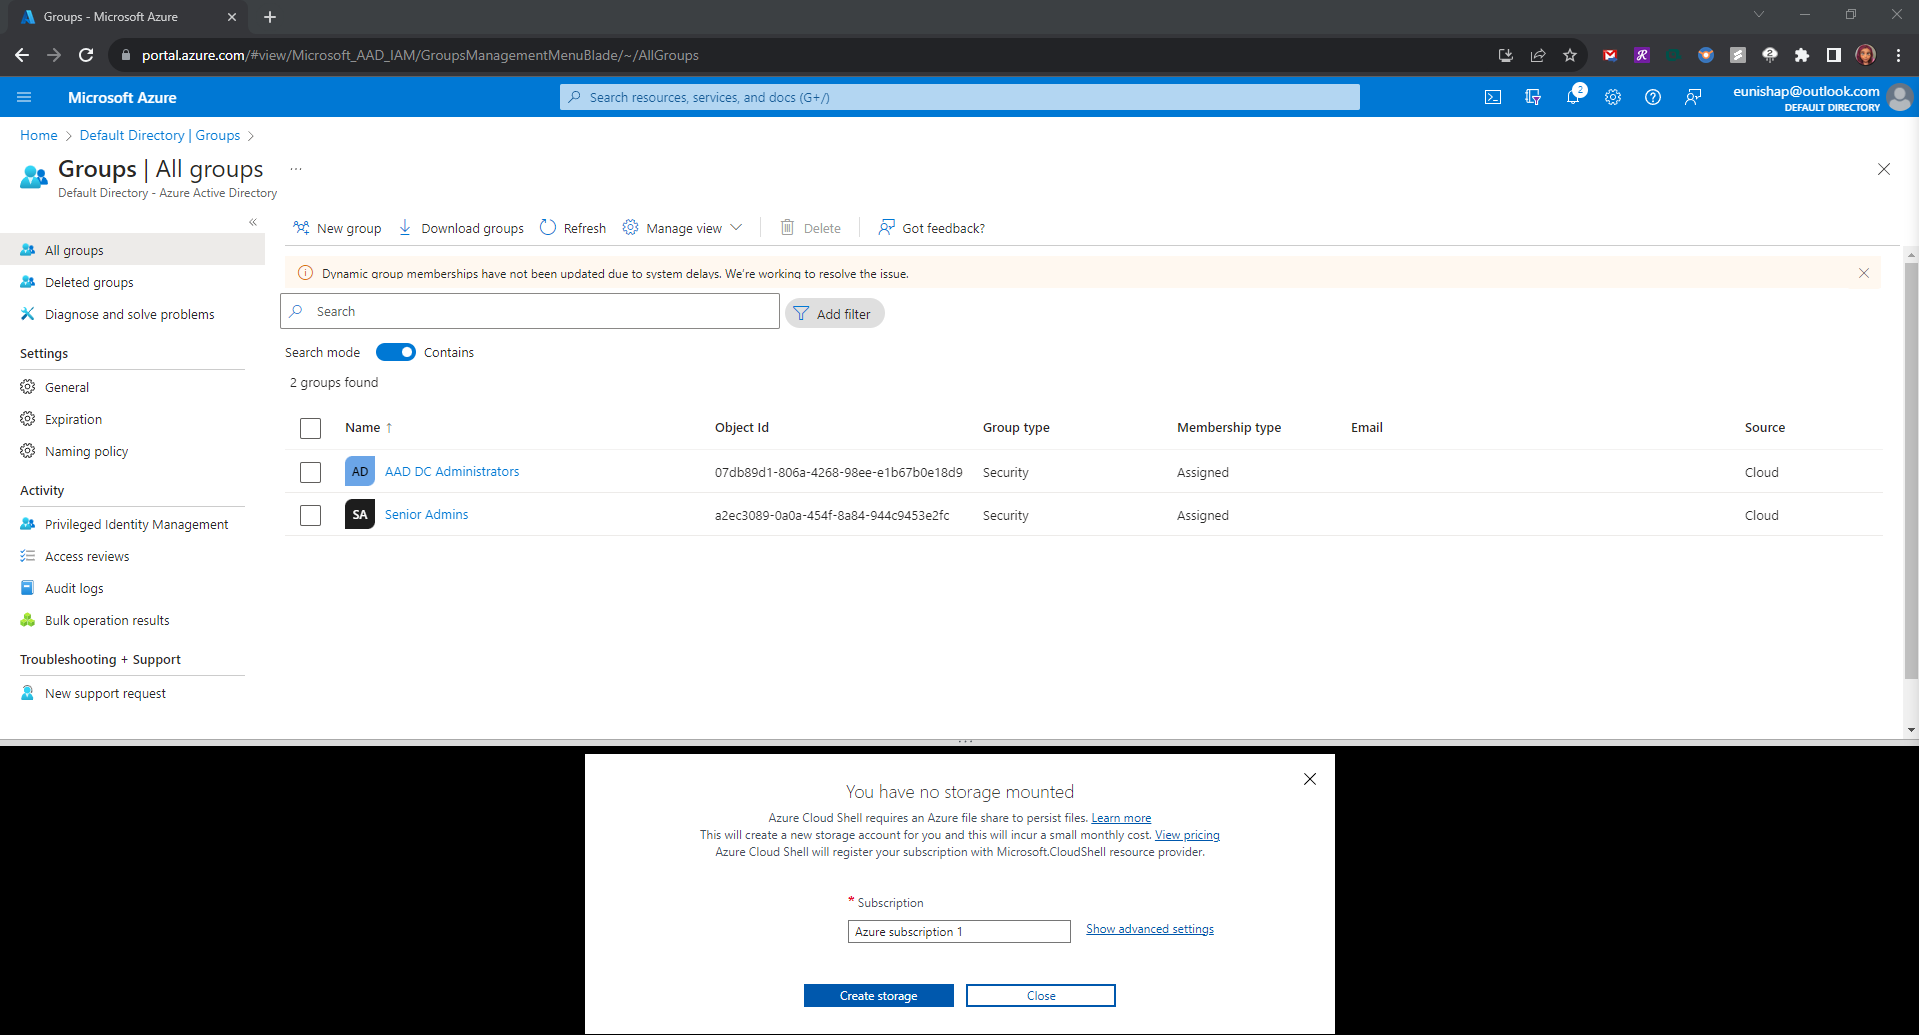 Groups - Microsoft Azure
portal.azure.com/#view/Microsoft_AAD_IAM/GroupsManagementMenuBlade/~/AllGroups
Microsoft Azure
Search resources, services, and docs (G+/)
2
eunishap@outlook.com
DEFAULT DIRECTORY
Home > Default Directory | Groups >
Groups | All groups
...
Default Directory - Azure Active Directory
«
All groups
Deleted groups
Diagnose and solve problems
Settings
General
Expiration
Naming policy
Activity
Privileged Identity Management
Access reviews
Audit logs
Bulk operation results
Troubleshooting + Support
New support request
New group
Download groups
Refresh
Manage view
Delete
Got feedback?
Dynamic group memberships have not been updated due to system delays. We're working to resolve the issue.
Search
Add filter
Search mode
Contains
2 groups found
Name ↑ Object Id Group type Membership type Email Source
AD AAD DC Administrators 07db89d1-806a-4268-98ee-e1b67b0e18d9 Security Assigned Cloud
SA Senior Admins a2ec3089-0a0a-454f-8a84-944c9453e2fc Security Assigned Cloud
You have no storage mounted
Azure Cloud Shell requires an Azure file share to persist files. Learn more
This will create a new storage account for you and this will incur a small monthly cost. View pricing
Azure Cloud Shell will register your subscription with Microsoft.CloudShell resource provider.
* Subscription
Azure subscription 1
Show advanced settings
Create storage
Close